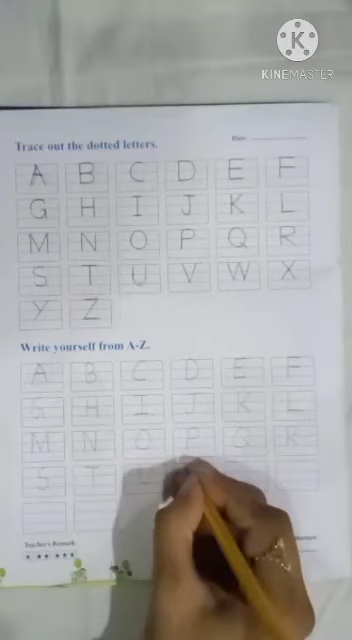 KINEMASTER
Trace out the dotted letters.
Date:
A B C D E F
G H I J K L
M N O P Q R
S T U V W X
Y Z
Write yourself from A-Z.
A B C D E F
G H I J K L
M N O P Q R
S T
Teacher's Remark